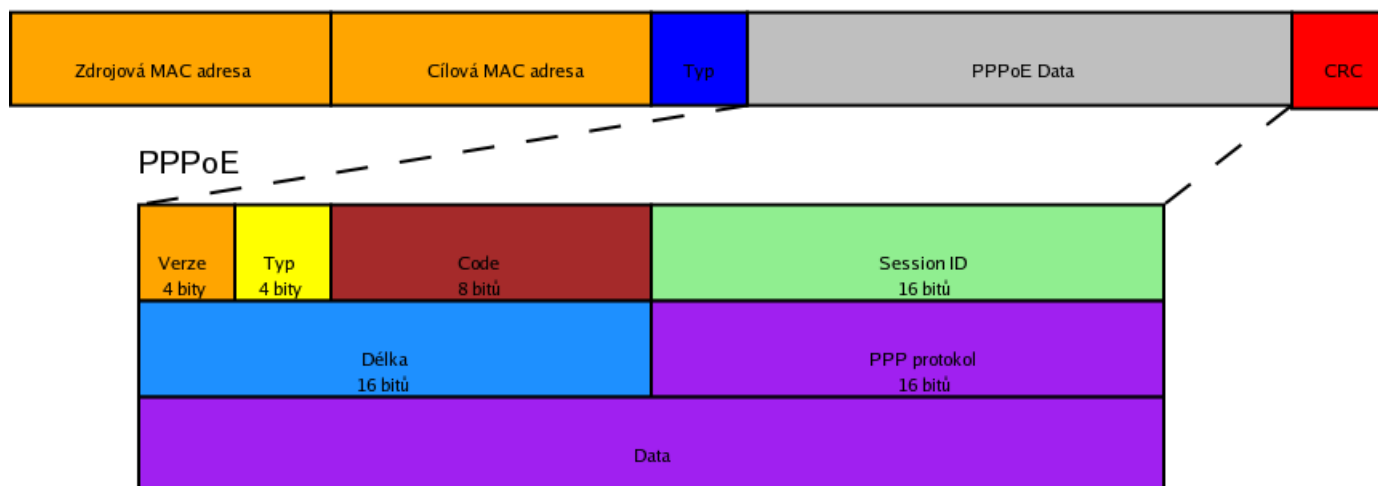 Zdrojová MAC adresa
Cílová MAC adresa
Typ
PPPoE Data
CRC
PPPoE
Verze
4 bity
Typ
4 bity
Code
8 bitů
Session ID
16 bitů
Délka
16 bitů
PPP protokol
16 bitů
Data